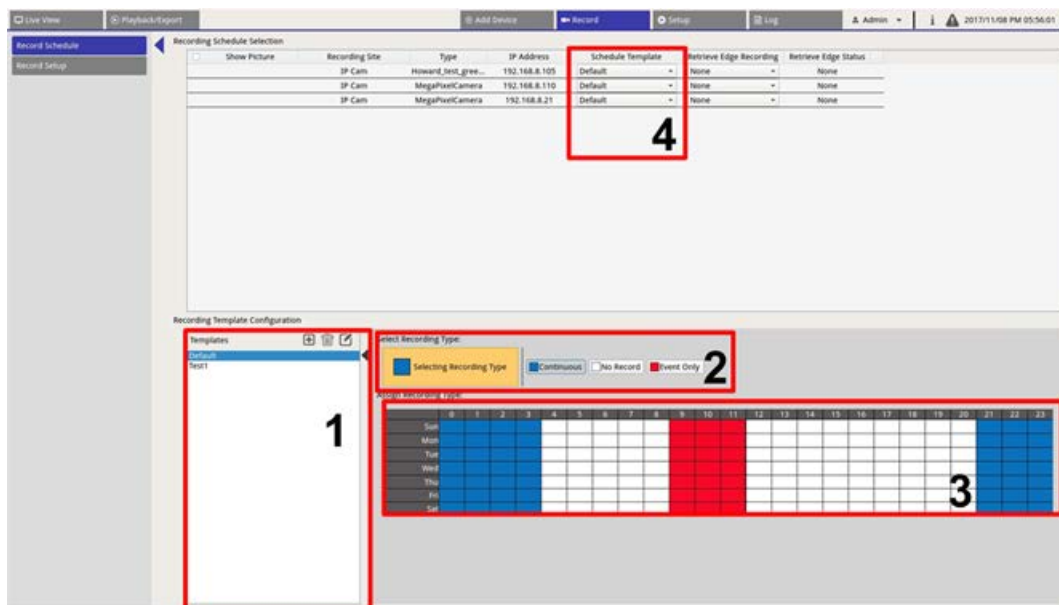 Live View Playback/Export Add Device Record Setup Log Admin i 2017/11/08 PM 05:56:01
Record Schedule
Record Setup
Recording Schedule Selection
Show Picture Recording Site Type IP Address Schedule Template Retrieve Edge Recording Retrieve Edge Status
IP Cam Howard_test_gree... 192.168.8.105 Default None None
IP Cam MegaPixelCamera 192.168.8.110 Default None None
IP Cam MegaPixelCamera 192.168.8.21 Default None None
4
Recording Template Configuration
Templates
Default
Test1
1
Select Recording Type:
Selecting Recording Type Continuous No Record Event Only
2
Assign Recording Type:
0 1 2 3 4 5 6 7 8 9 10 11 12 13 14 15 16 17 18 19 20 21 22 23
Sun
Mon
Tue
Wed
Thu
Fri
Sat
3